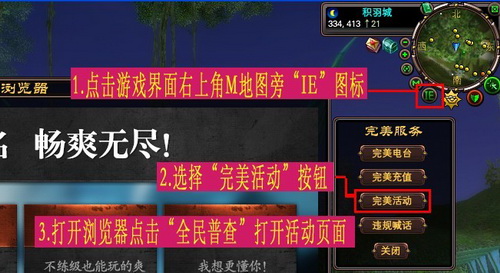 积羽城
334, 413 ↑21
北
西
南
IE
浏览器
1.点击游戏界面右上角M地图旁“IE”图标
名 畅爽无尽!
完美服务
完美电台
完美充值
2.选择“完美活动”按钮
完美活动
3.打开浏览器点击“全民普查”打开活动页面
违规喊话
关闭
不练级也能玩的爽
我想更懂你!